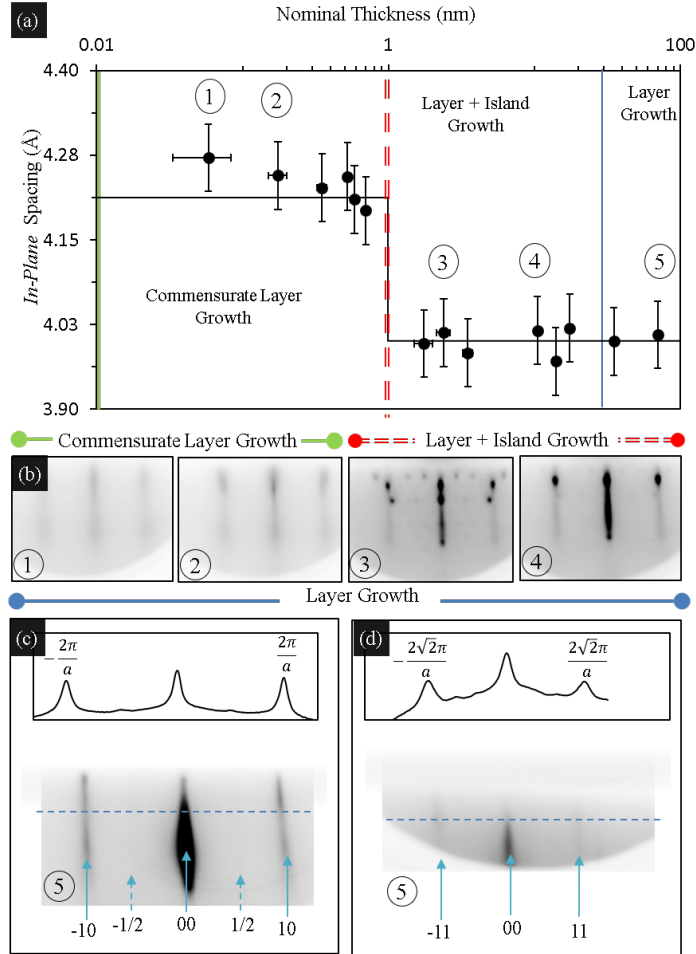 (a)
Nominal Thickness (nm)
0.01 1 100
4.40
4.28
4.15
4.03
3.90
In-Plane Spacing (Å)
1 2
Layer + Island
Growth
Layer
Growth
3 4 5
Commensurate Layer
Growth
Commensurate Layer Growth Layer + Island Growth
(b)
1 2 3 4
Layer Growth
(c)
−2π/a 2π/a
5
-10 -1/2 00 1/2 10
(d)
−2√2π/a 2√2π/a
5
-11 00 11